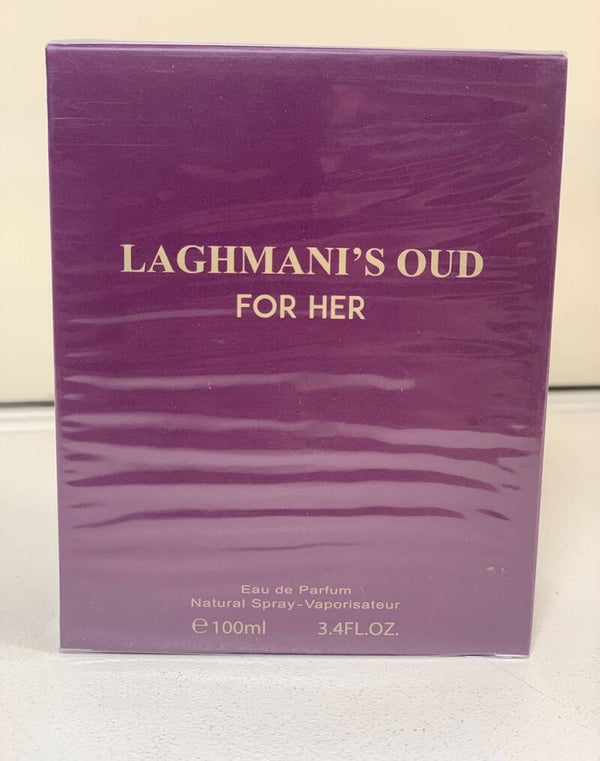 LAGHMANI'S OUD
FOR HER
Eau de Parfum
Natural Spray-Vaporisateur
℮100ml 3.4FL.OZ.